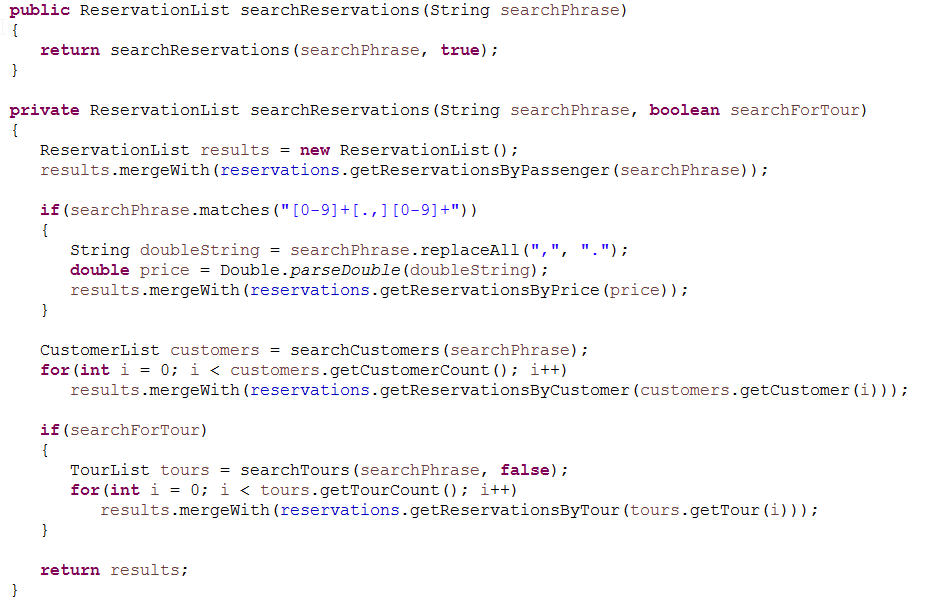 public ReservationList searchReservations(String searchPhrase)
{
   return searchReservations(searchPhrase, true);
}

private ReservationList searchReservations(String searchPhrase, boolean searchForTour)
{
   ReservationList results = new ReservationList();
   results.mergeWith(reservations.getReservationsByPassenger(searchPhrase));

   if(searchPhrase.matches("[0-9]+[.,][0-9]+"))
   {
      String doubleString = searchPhrase.replaceAll(",", ".");
      double price = Double.parseDouble(doubleString);
      results.mergeWith(reservations.getReservationsByPrice(price));
   }

   CustomerList customers = searchCustomers(searchPhrase);
   for(int i = 0; i < customers.getCustomerCount(); i++)
      results.mergeWith(reservations.getReservationsByCustomer(customers.getCustomer(i)));

   if(searchForTour)
   {
      TourList tours = searchTours(searchPhrase, false);
      for(int i = 0; i < tours.getTourCount(); i++)
         results.mergeWith(reservations.getReservationsByTour(tours.getTour(i)));
   }

   return results;
}